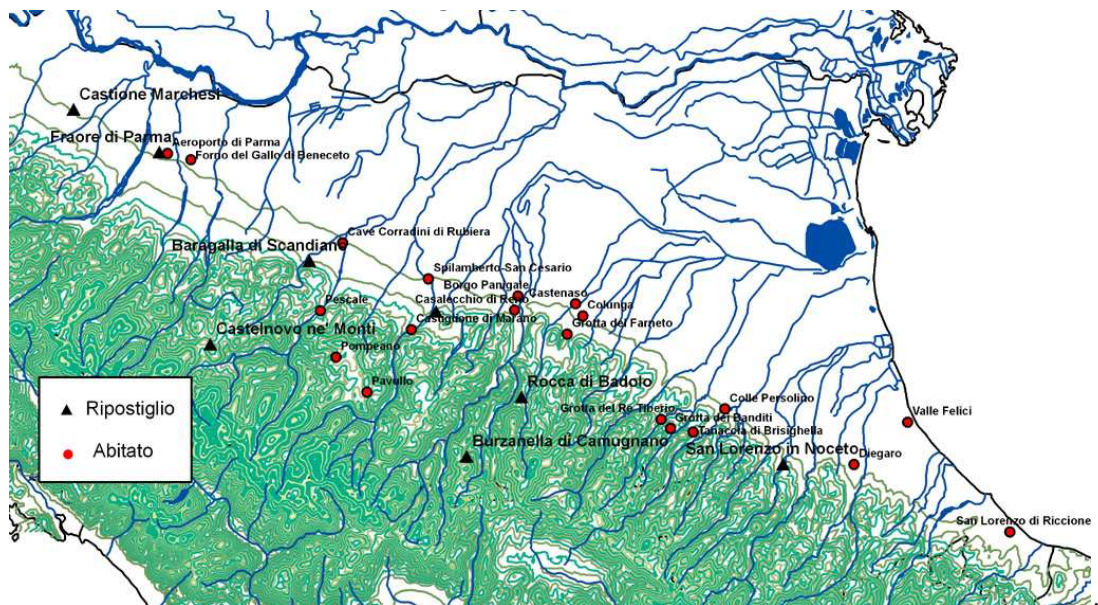 Castione Marchesi
Fraore di Parma
Aeroporto di Parma
Forno del Gallo di Beneceto
Cave Corradini di Rubiera
Baragalla di Scandiano
Spilamberto-San Cesario
Borgo Panigale
Castenaso
Casalecchio di Reno
Colunga
Pescale
Castiglione di Marano
Grotta del Farneto
Castelnovo ne' Monti
Pompeano
Pavullo
Rocca di Badolo
Ripostiglio
Abitato
Colle Persolino
Grotta del Re Tiberio
Grotta dei Banditi
Valle Felici
Tanaccia di Brisighella
Burzanella di Camugnano
San Lorenzo in Noceto
Diegaro
San Lorenzo di Riccione